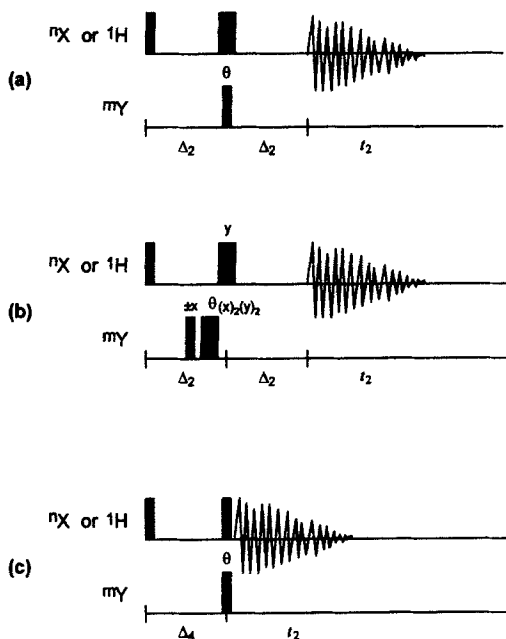 ⁿX or ¹H
(a)
θ
ᵐY
Δ₂ Δ₂ t₂
y
ⁿX or ¹H
(b)
±x θ(x)₂(y)₂
ᵐY
Δ₂ Δ₂ t₂
ⁿX or ¹H
(c)
θ
ᵐY
Δ₄ t₂